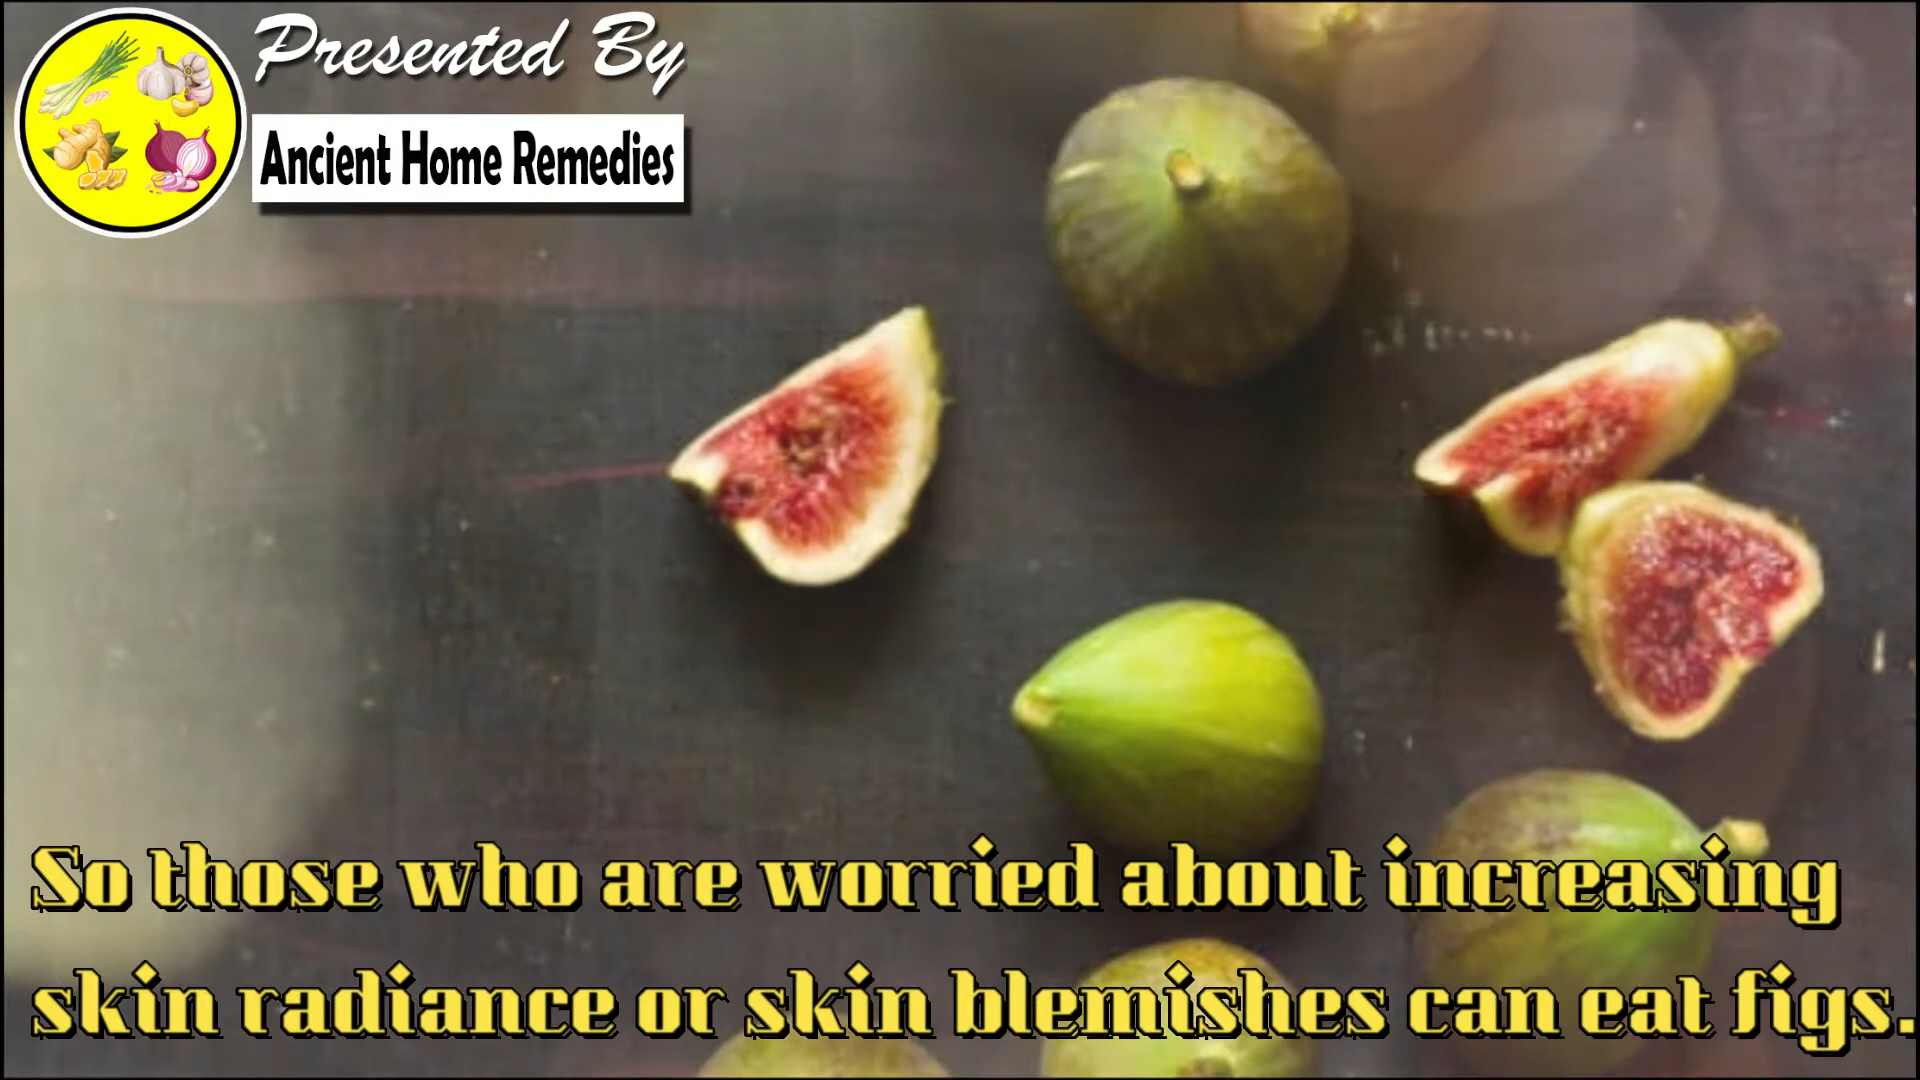 Presented By
Ancient Home Remedies
So those who are worried about increasing
skin radiance or skin blemishes can eat figs.